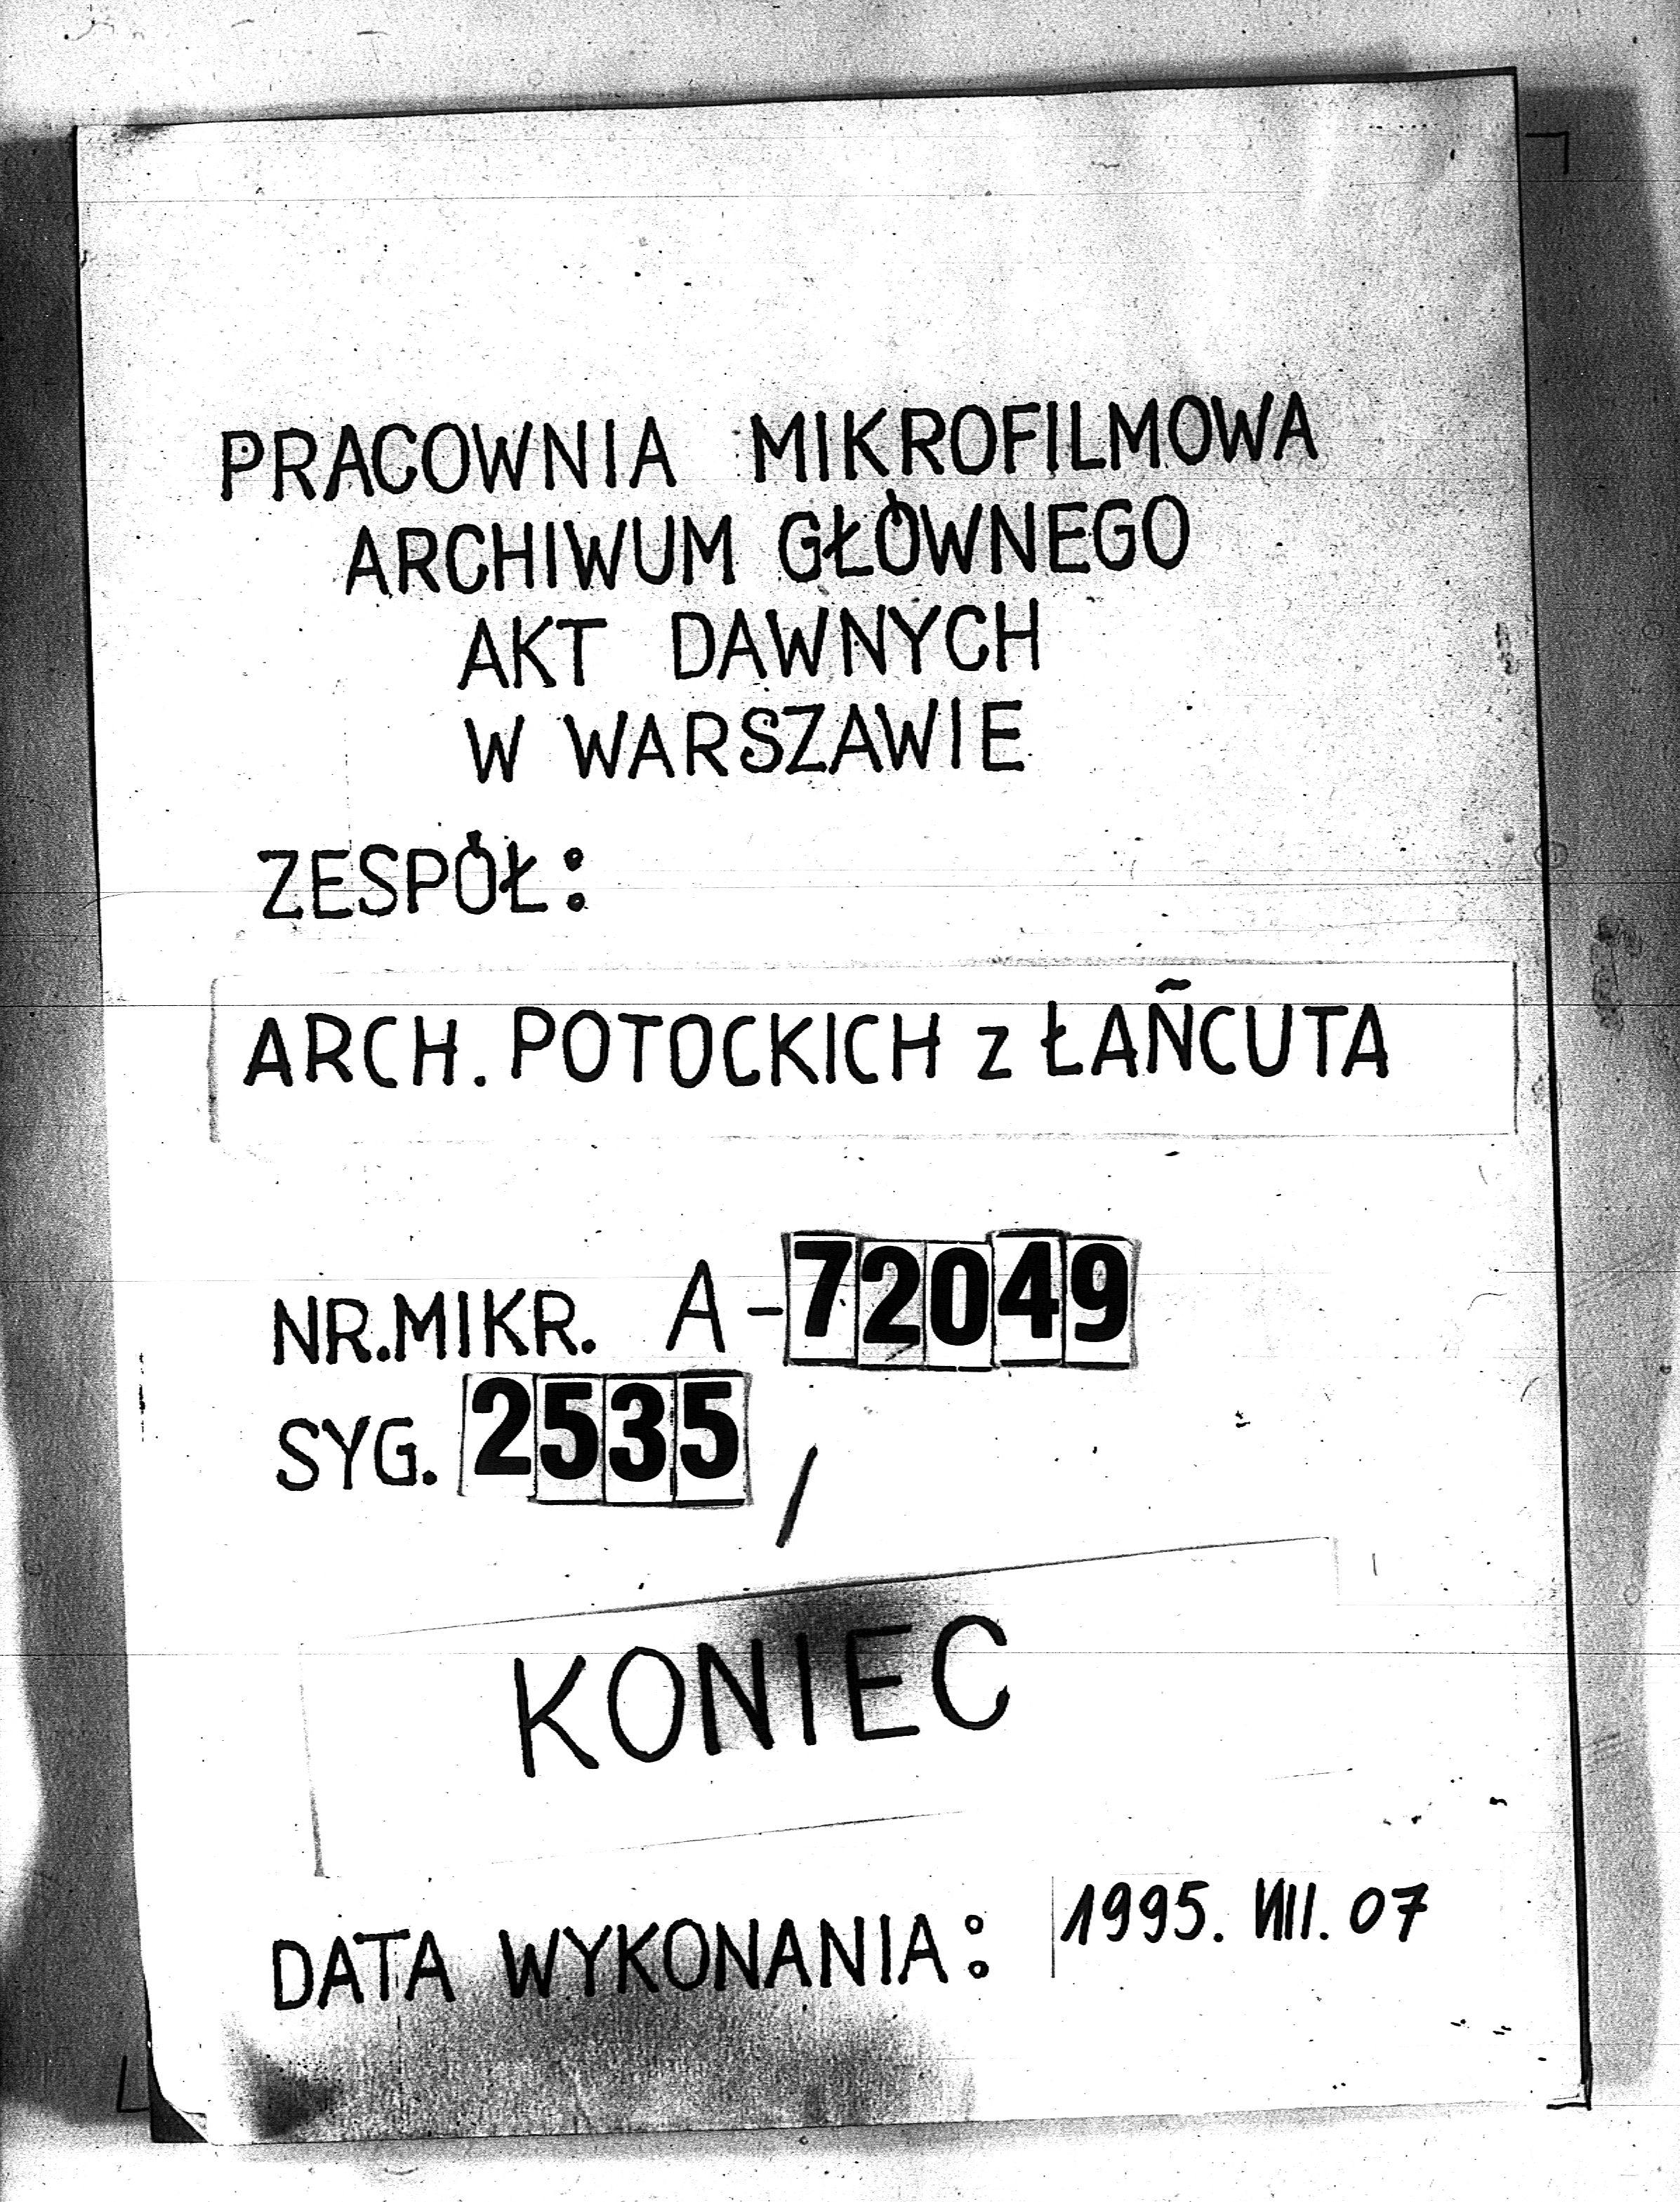 PRACOWNIA MIKROFILMOWA
ARCHIWUM GŁÓWNEGO
AKT DAWNYCH
W WARSZAWIE
ZESPÓŁ:
ARCH. POTOCKICH z ŁAŃCUTA
NR.MIKR. A-72049
SYG. 2535 /
KONIEC
DATA WYKONANIA: 1995. VIII. 07